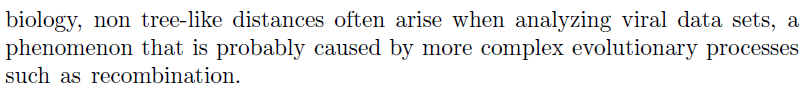 biology, non tree-like distances often arise when analyzing viral data sets, a
phenomenon that is probably caused by more complex evolutionary processes
such as recombination.